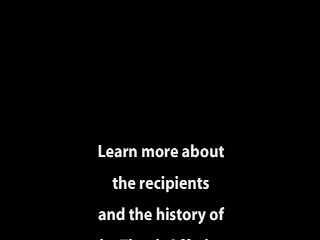 Learn more about
the recipients
and the history of